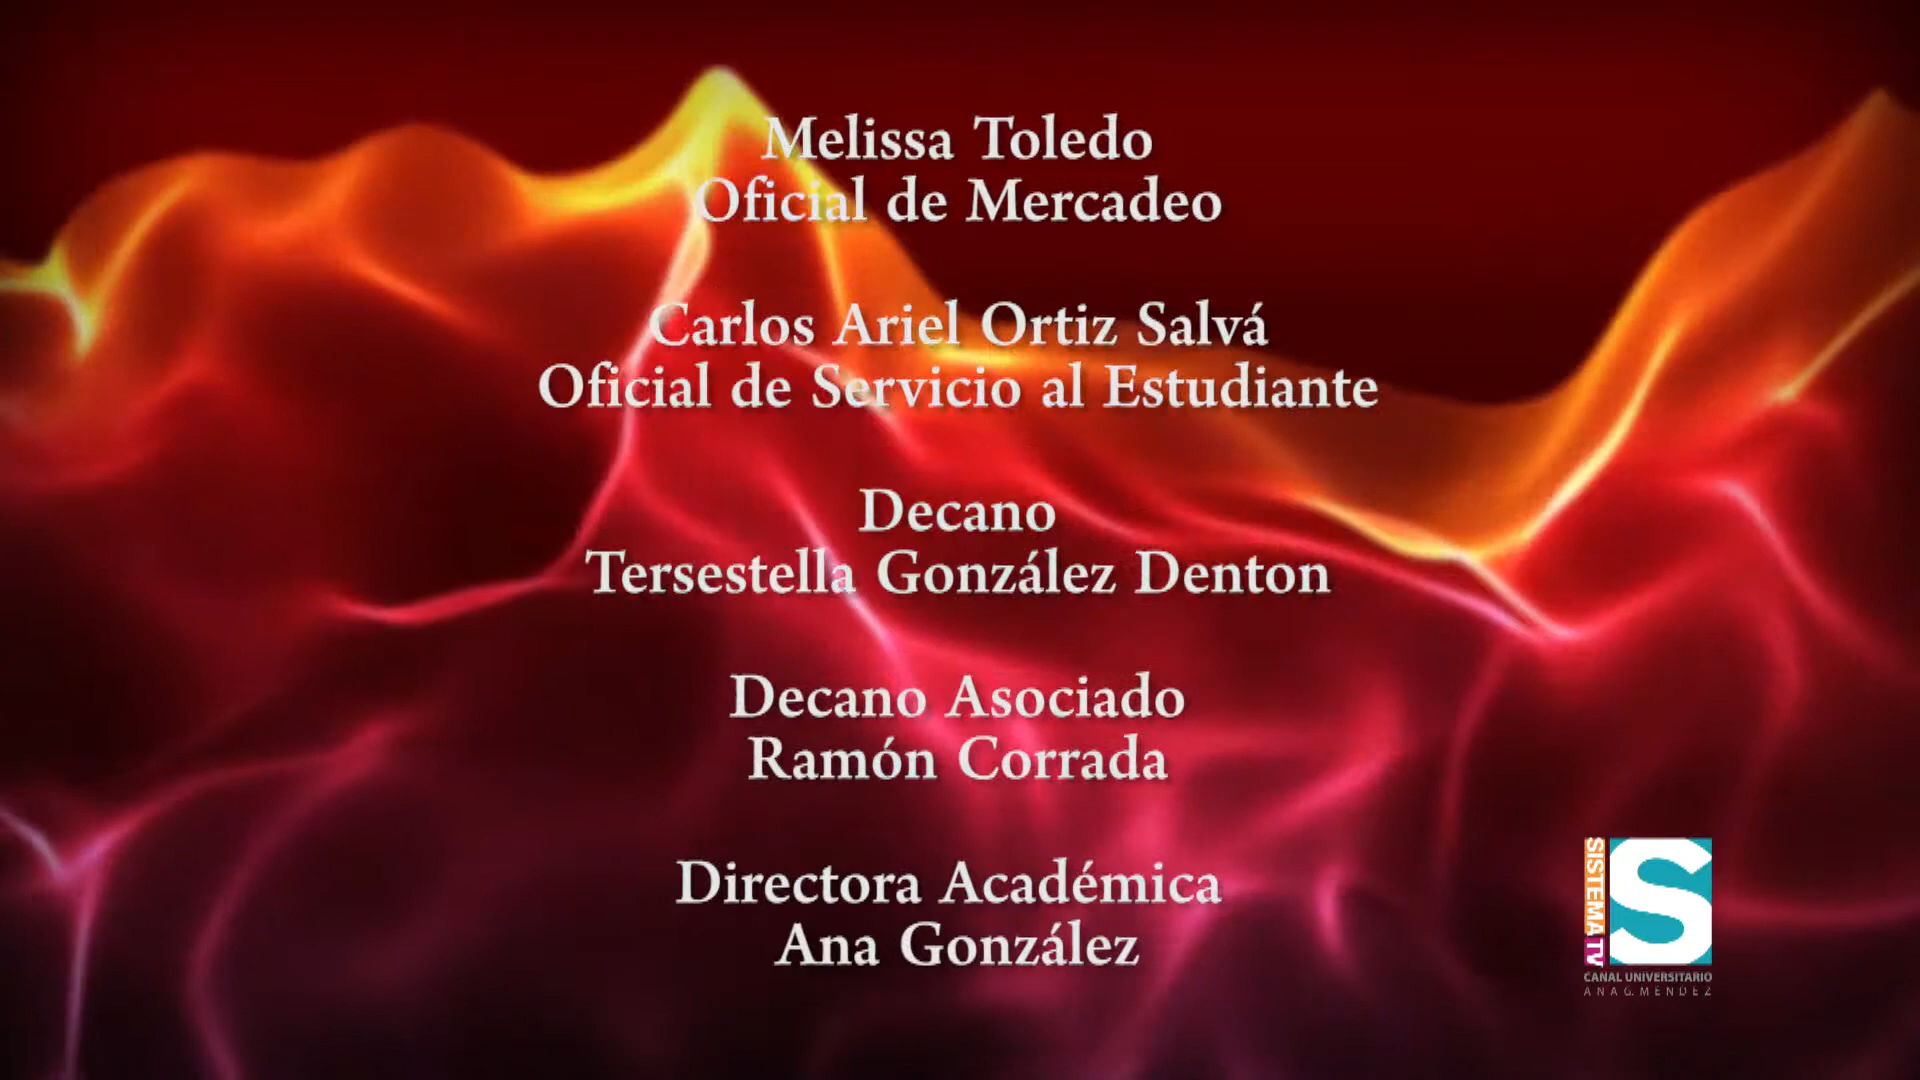 Melissa Toledo
Oficial de Mercadeo
Carlos Ariel Ortiz Salvá
Oficial de Servicio al Estudiante
Decano
Tersestella González Denton
Decano Asociado
Ramón Corrada
Directora Académica
Ana González
SISTEMA TV
S
CANAL UNIVERSITARIO
ANA G. MÉNDEZ